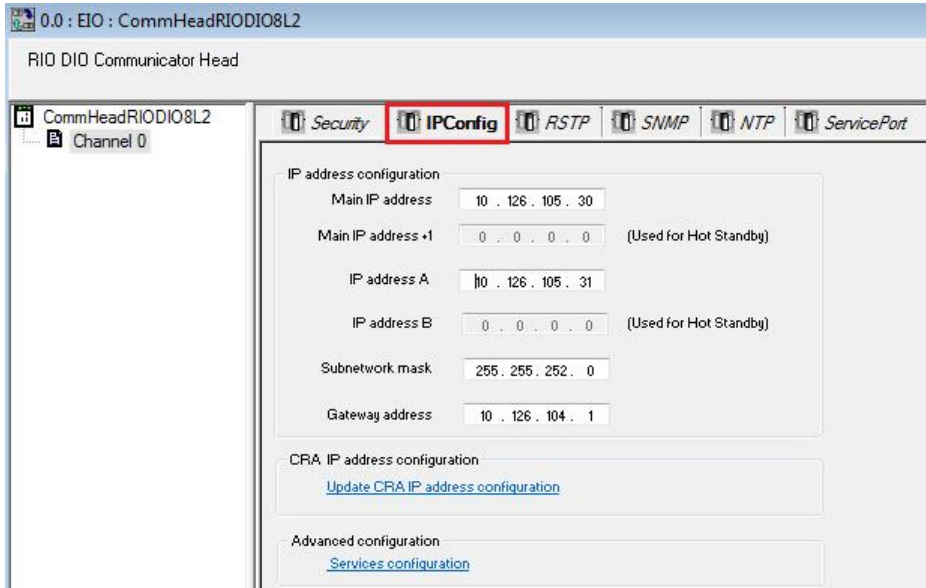 0.0 : EIO : CommHeadRIODIO8L2
RIO DIO Communicator Head
CommHeadRIODIO8L2
Channel 0
Security IPConfig RSTP SNMP NTP ServicePort
IP address configuration
Main IP address 10 . 126 . 105 . 30
Main IP address +1 0 . 0 . 0 . 0 (Used for Hot Standby)
IP address A 10 . 126 . 105 . 31
IP address B 0 . 0 . 0 . 0 (Used for Hot Standby)
Subnetwork mask 255 . 255 . 252 . 0
Gateway address 10 . 126 . 104 . 1
CRA IP address configuration
Update CRA IP address configuration
Advanced configuration
Services configuration